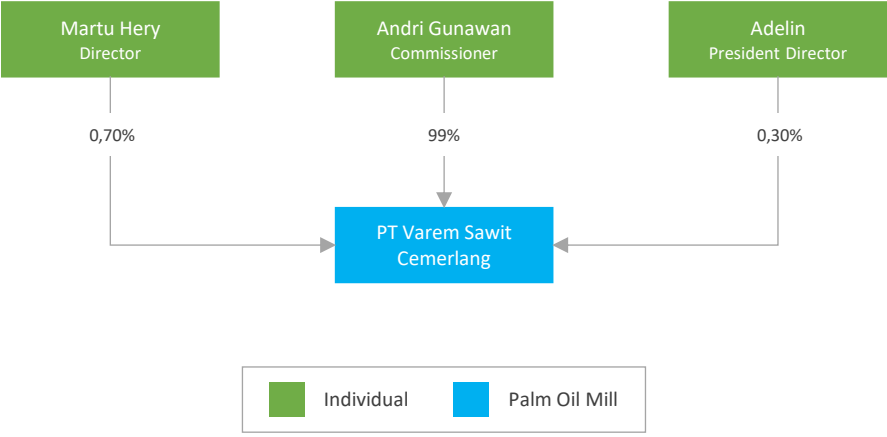 Martu Hery
Director
Andri Gunawan
Commissioner
Adelin
President Director
0,70%
99%
0,30%
PT Varem Sawit
Cemerlang
Individual
Palm Oil Mill